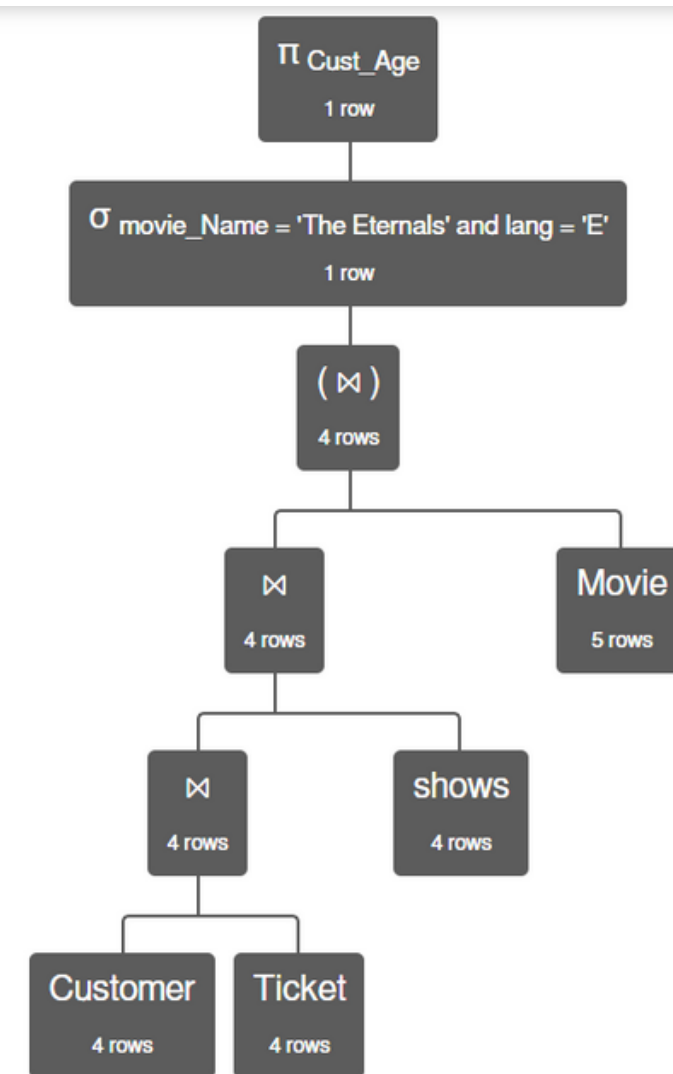 π Cust_Age
1 row
σ movie_Name = 'The Eternals' and lang = 'E'
1 row
( ⋈ )
4 rows
⋈
4 rows
Movie
5 rows
⋈
4 rows
shows
4 rows
Customer
4 rows
Ticket
4 rows